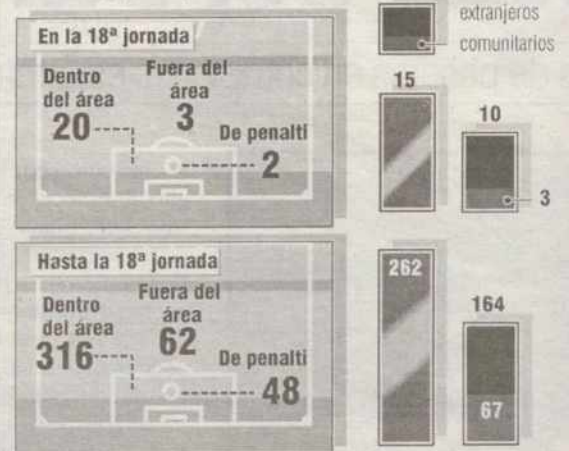 extranjeros
comunitarios
En la 18ª jornada
Dentro
del área
20
Fuera del
área
3
De penalti
2
15
10
3
Hasta la 18ª jornada
Dentro
del área
316
Fuera del
área
62
De penalti
48
262
164
67